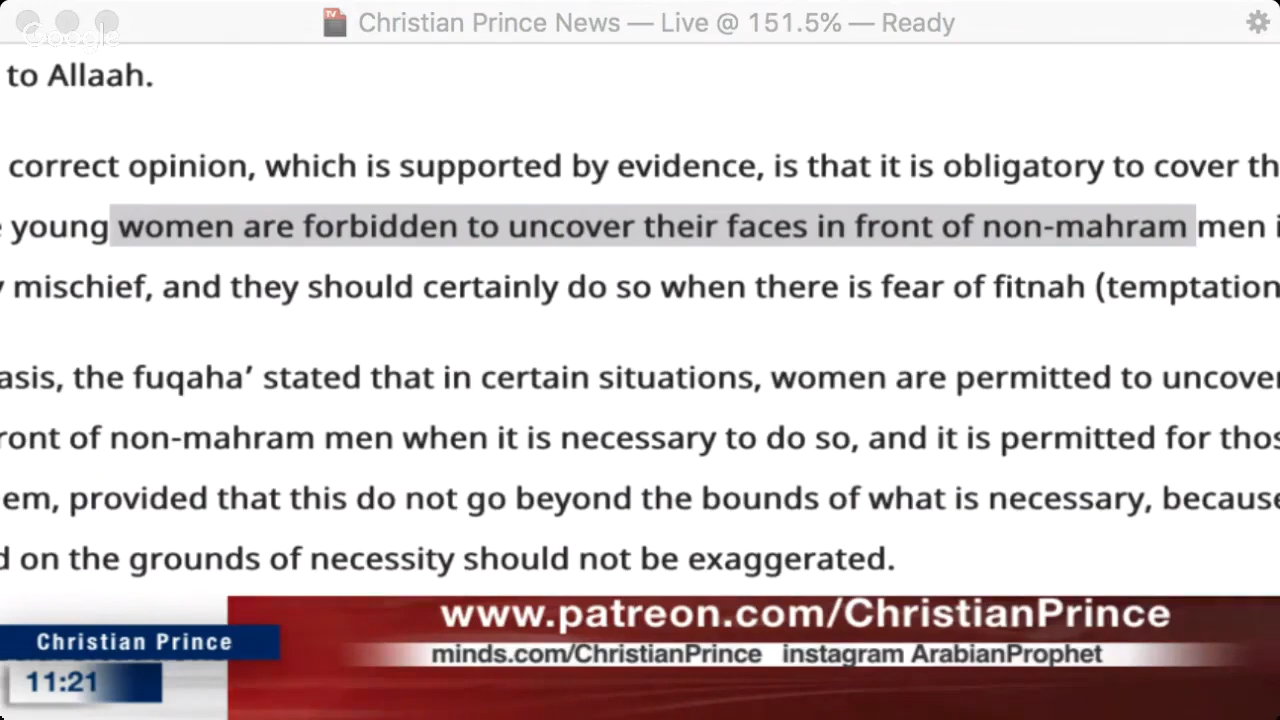 Christian Prince News — Live @ 151.5% — Ready
TV
Google
to Allaah.
correct opinion, which is supported by evidence, is that it is obligatory to cover th
e young women are forbidden to uncover their faces in front of non-mahram men i
y mischief, and they should certainly do so when there is fear of fitnah (temptation
asis, the fuqaha’ stated that in certain situations, women are permitted to uncover
ront of non-mahram men when it is necessary to do so, and it is permitted for thos
em, provided that this do not go beyond the bounds of what is necessary, because
d on the grounds of necessity should not be exaggerated.
www.patreon.com/ChristianPrince
Christian Prince
minds.com/ChristianPrince instagram ArabianProphet
11:21